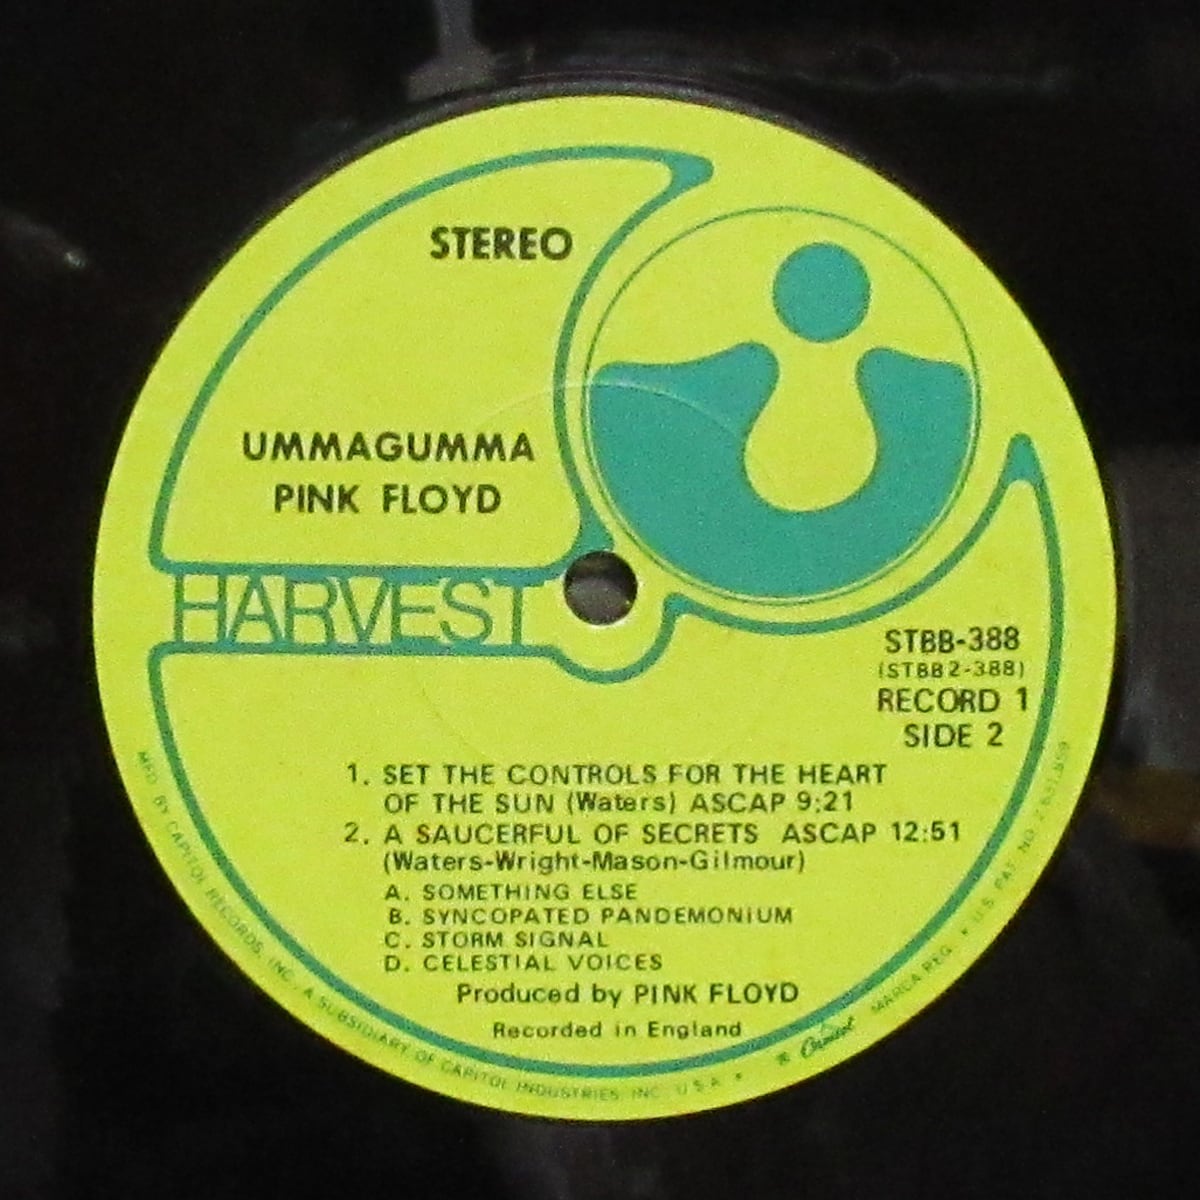 STEREO
UMMAGUMMA
PINK FLOYD
HARVEST
STBB-388
(STBB2-388)
RECORD 1
SIDE 2
1. SET THE CONTROLS FOR THE HEART
OF THE SUN (Waters) ASCAP 9:21
2. A SAUCERFUL OF SECRETS ASCAP 12:51
(Waters-Wright-Mason-Gilmour)
A. SOMETHING ELSE
B. SYNCOPATED PANDEMONIUM
C. STORM SIGNAL
D. CELESTIAL VOICES
Produced by PINK FLOYD
Recorded in England
MFD. BY CAPITOL RECORDS, INC. A SUBSIDIARY OF CAPITOL INDUSTRIES, INC. U.S.A. • ® Capitol MARCA REG. • U.S. PAT. NO.